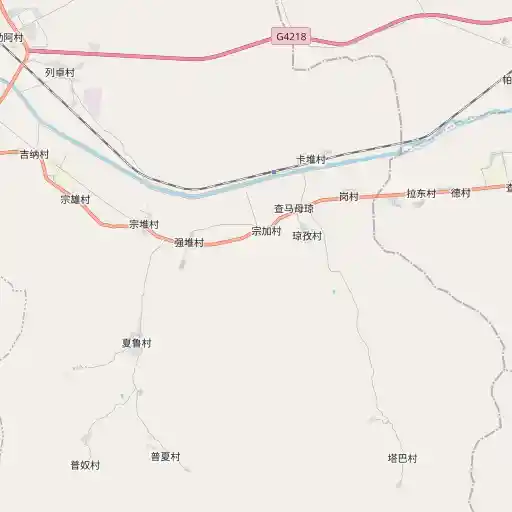 G4218
勒阿村
列卓村
柏
卡堆村
吉纳村
拉东村
德村
岗村
宗雄村
查马母琼
宗堆村
宗加村
琼孜村
强堆村
夏鲁村
普夏村
塔巴村
普奴村